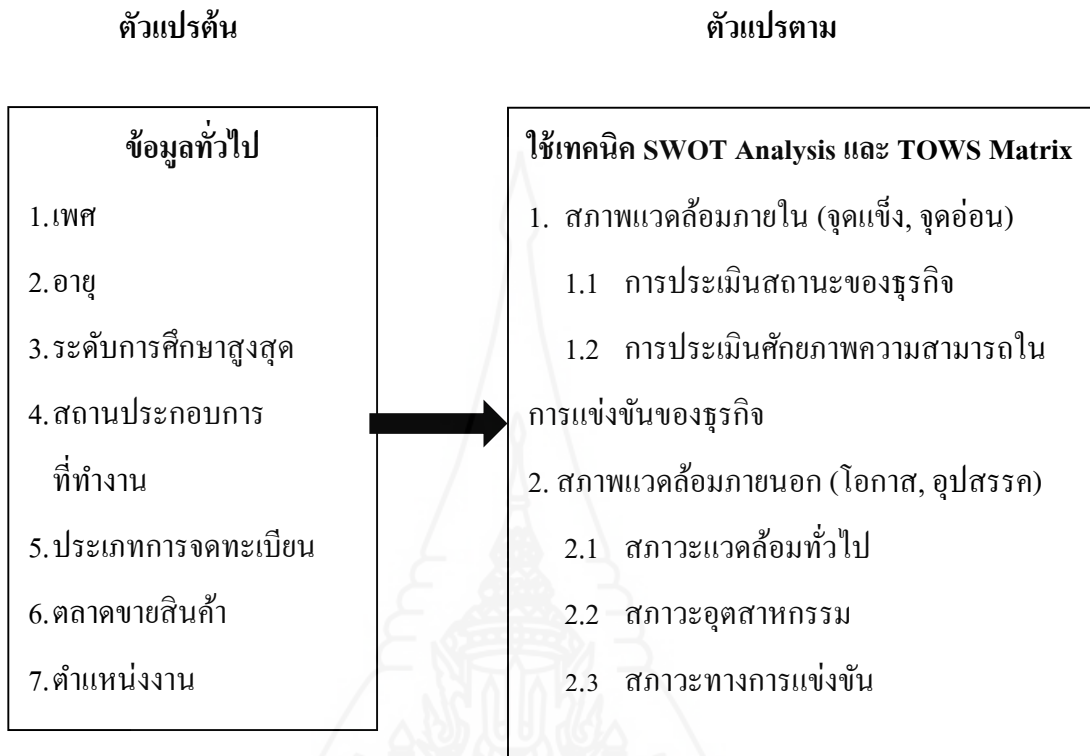 ตัวแปรต้น
ตัวแปรตาม
ข้อมูลทั่วไป
1.เพศ
2.อายุ
3.ระดับการศึกษาสูงสุด
4.สถานประกอบการ
ที่ทำงาน
5.ประเภทการจดทะเบียน
6.ตลาดขายสินค้า
7.ตำแหน่งงาน
ใช้เทคนิค SWOT Analysis และ TOWS Matrix
1. สภาพแวดล้อมภายใน (จุดแข็ง, จุดอ่อน)
1.1 การประเมินสถานะของธุรกิจ
1.2 การประเมินศักยภาพความสามารถใน
การแข่งขันของธุรกิจ
2. สภาพแวดล้อมภายนอก (โอกาส, อุปสรรค)
2.1 สภาวะแวดล้อมทั่วไป
2.2 สภาวะอุตสาหกรรม
2.3 สภาวะทางการแข่งขัน